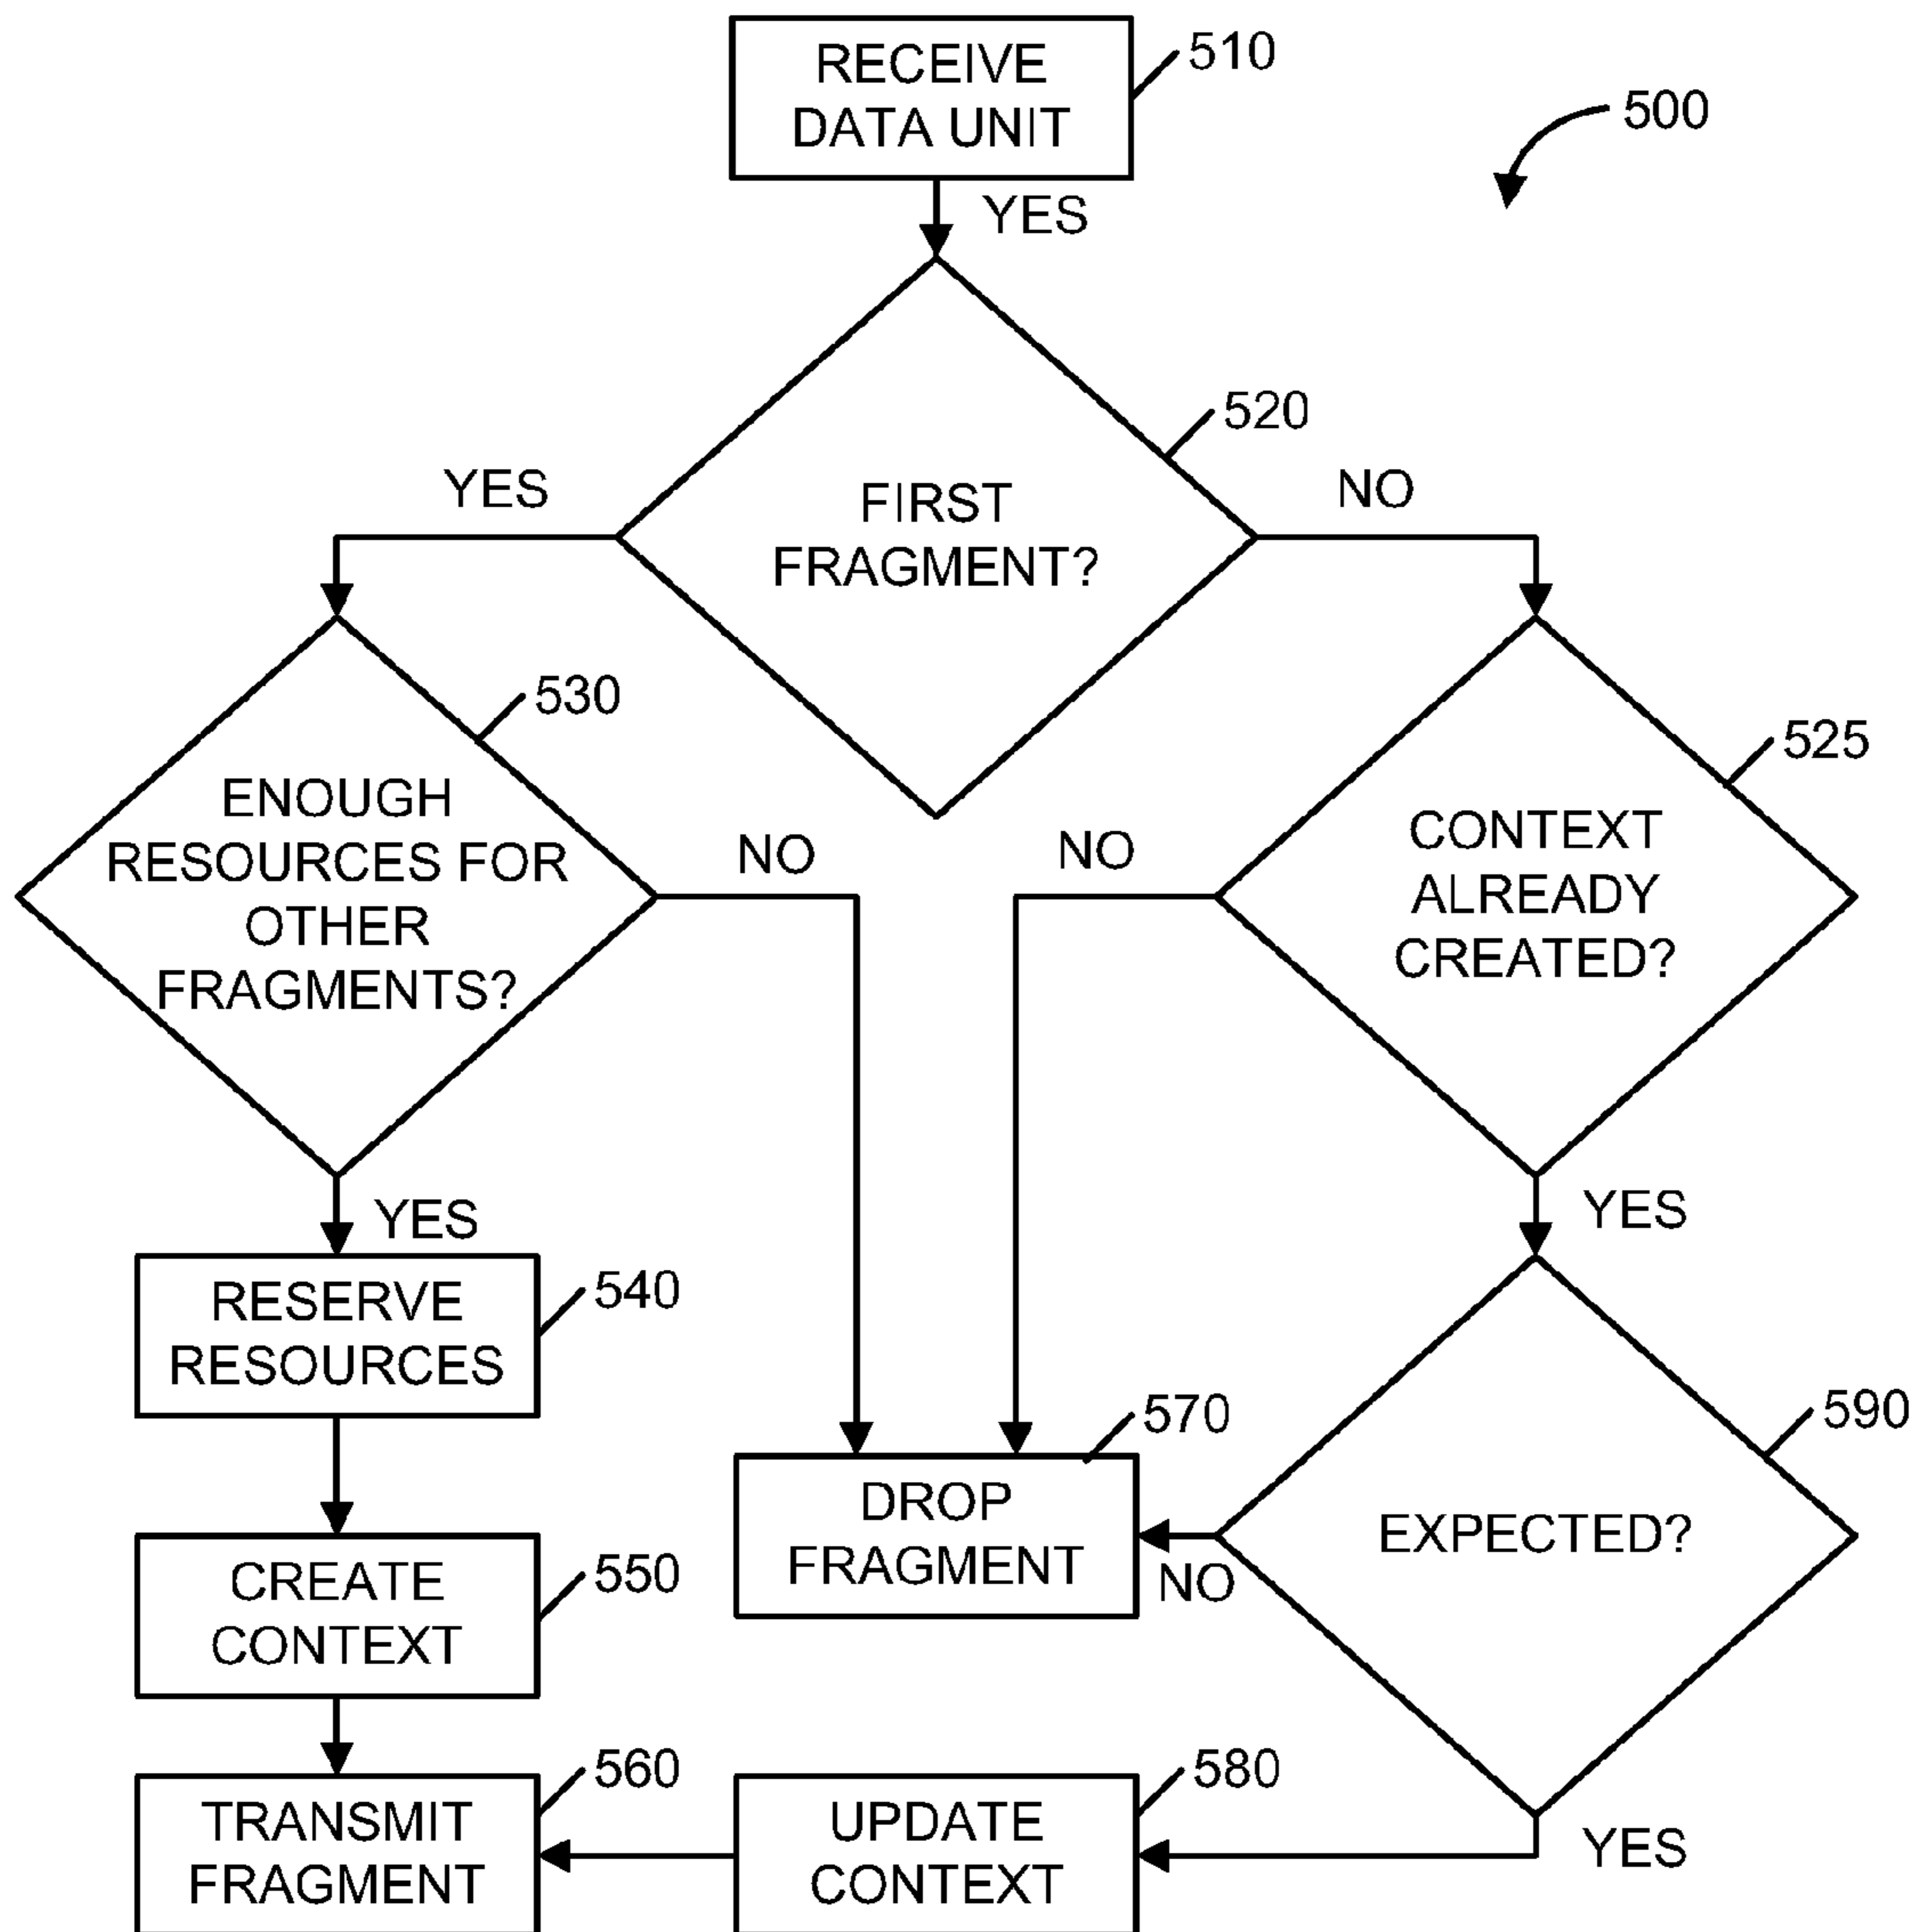 RECEIVE
DATA UNIT
510
500
YES
520
FIRST
FRAGMENT?
YES
NO
530
ENOUGH
RESOURCES FOR
OTHER
FRAGMENTS?
NO
NO
525
CONTEXT
ALREADY
CREATED?
YES
YES
RESERVE
RESOURCES
540
570
DROP
FRAGMENT
NO
590
EXPECTED?
CREATE
CONTEXT
550
TRANSMIT
FRAGMENT
560
UPDATE
CONTEXT
580
YES